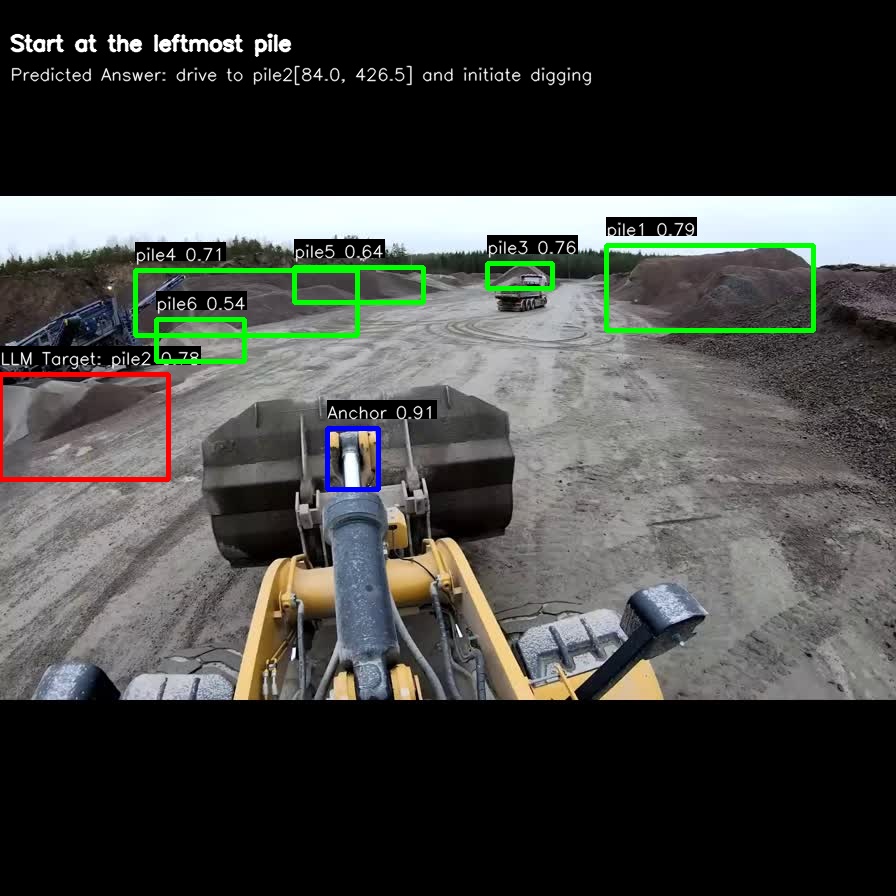 Start at the leftmost pile
Predicted Answer: drive to pile2[84.0, 426.5] and initiate digging
pile1 0.79
pile3 0.76
pile5 0.64
pile4 0.71
pile6 0.54
LLM Target: pile2 0.78
Anchor 0.91